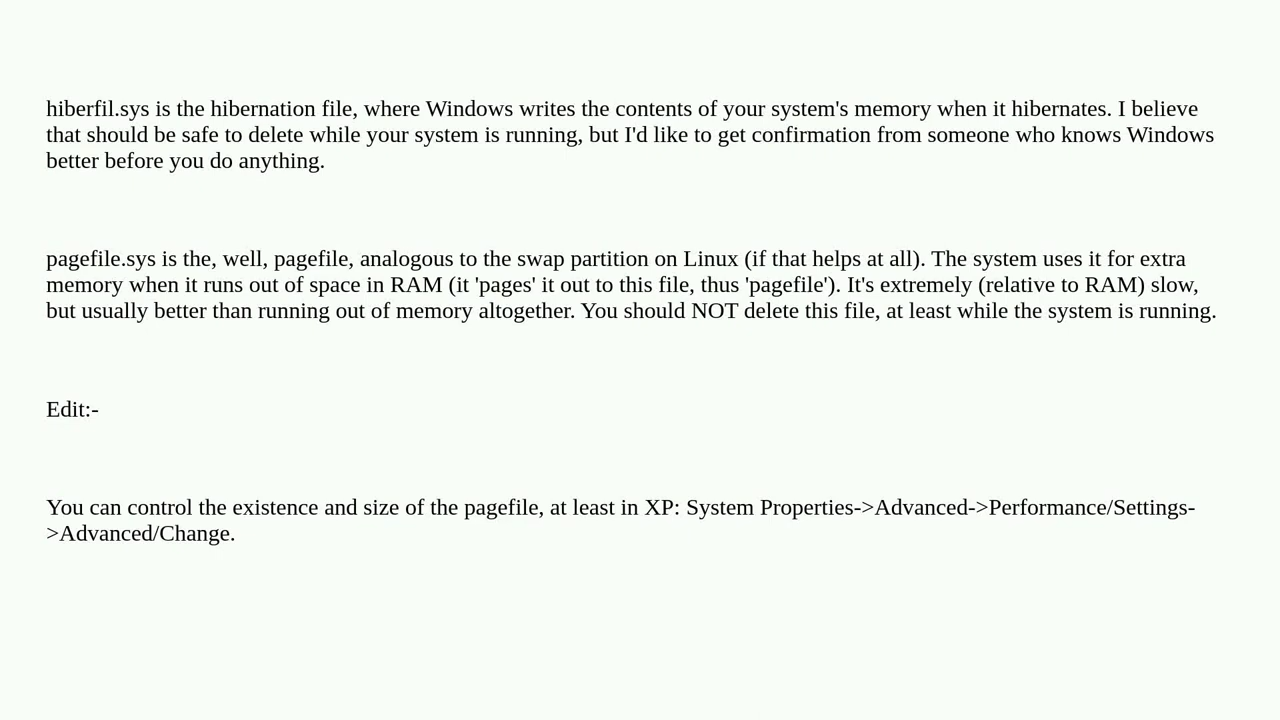 hiberfil.sys is the hibernation file, where Windows writes the contents of your system's memory when it hibernates. I believe
that should be safe to delete while your system is running, but I'd like to get confirmation from someone who knows Windows
better before you do anything.
pagefile.sys is the, well, pagefile, analogous to the swap partition on Linux (if that helps at all). The system uses it for extra
memory when it runs out of space in RAM (it 'pages' it out to this file, thus 'pagefile'). It's extremely (relative to RAM) slow,
but usually better than running out of memory altogether. You should NOT delete this file, at least while the system is running.
Edit:-
You can control the existence and size of the pagefile, at least in XP: System Properties->Advanced->Performance/Settings-
>Advanced/Change.